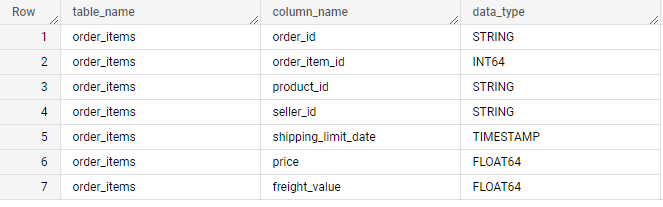 Row table_name column_name data_type
1 order_items order_id STRING
2 order_items order_item_id INT64
3 order_items product_id STRING
4 order_items seller_id STRING
5 order_items shipping_limit_date TIMESTAMP
6 order_items price FLOAT64
7 order_items freight_value FLOAT64